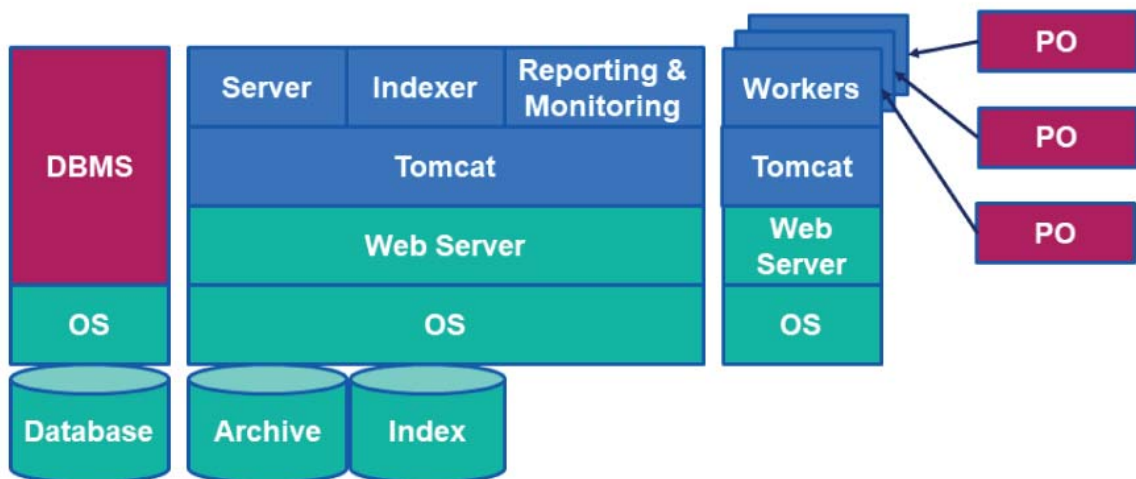 PO
Server
Indexer
Reporting &
Monitoring
Workers
DBMS
Tomcat
Tomcat
PO
Web Server
Web
Server
PO
OS
OS
OS
Database
Archive
Index